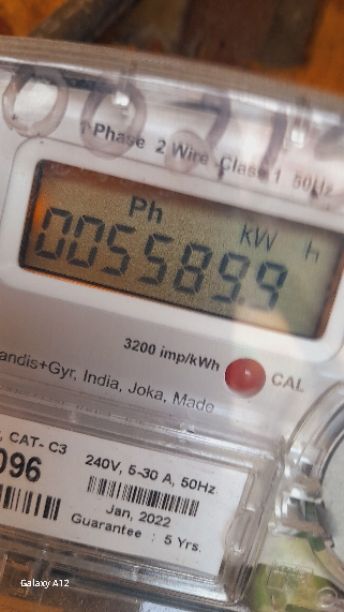 Phase 2 Wire Class 1 50Hz
Ph kW h
005589.9
3200 imp/kWh
CAL
andis+Gyr, India, Joka, Made
CAT- C3
096
240V, 5-30 A, 50Hz
Jan, 2022
Guarantee : 5 Yrs.
Galaxy A12